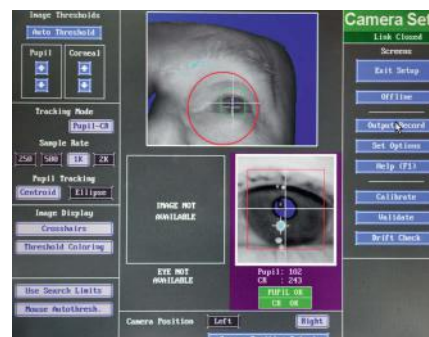 Image Thresholds
Auto Threshold
Pupil
Corneal
Tracking Mode
Pupil-CR
Sample Rate
250 500 1K 2K
Pupil Tracking
Centroid Ellipse
Image Display
Crosshairs
Threshold Coloring
Use Search Limits
Mouse Autothresh.
IMAGE NOT
AVAILABLE
EYE NOT
AVAILABLE
Pupil: 102
CR : 243
PUPIL OK
CR OK
Camera Position Left Right
Camera Set
Link Closed
Screens
Exit Setup
Offline
Output/Record
Set Options
Help (F1)
Calibrate
Validate
Drift Check